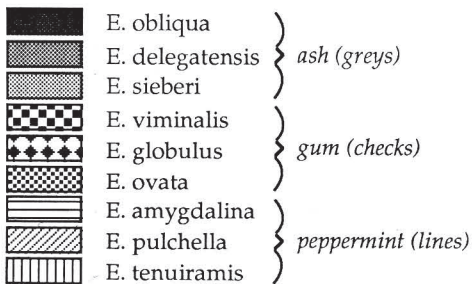 E. obliqua
E. delegatensis
E. sieberi
ash (greys)
E. viminalis
E. globulus
E. ovata
gum (checks)
E. amygdalina
E. pulchella
E. tenuiramis
peppermint (lines)